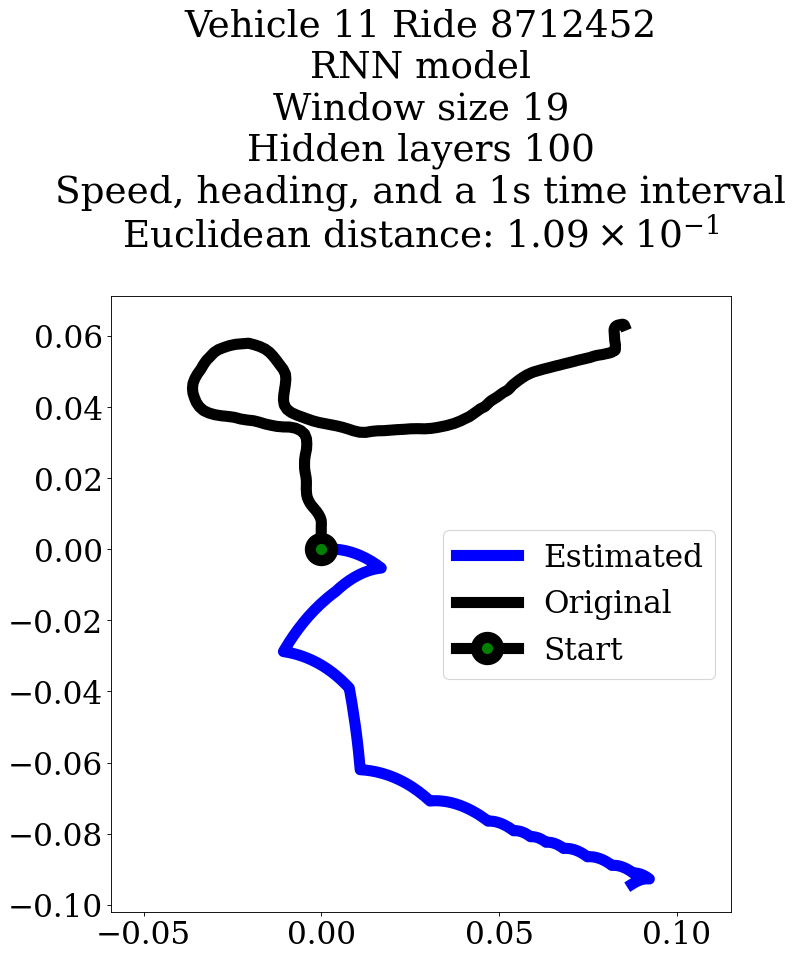 Vehicle 11 Ride 8712452
RNN model
Window size 19
Hidden layers 100
Speed, heading, and a 1s time interval
Euclidean distance: 1.09 × 10⁻¹
0.06
0.04
0.02
0.00
−0.02
−0.04
−0.06
−0.08
−0.10
Estimated
Original
Start
−0.05 0.00 0.05 0.10